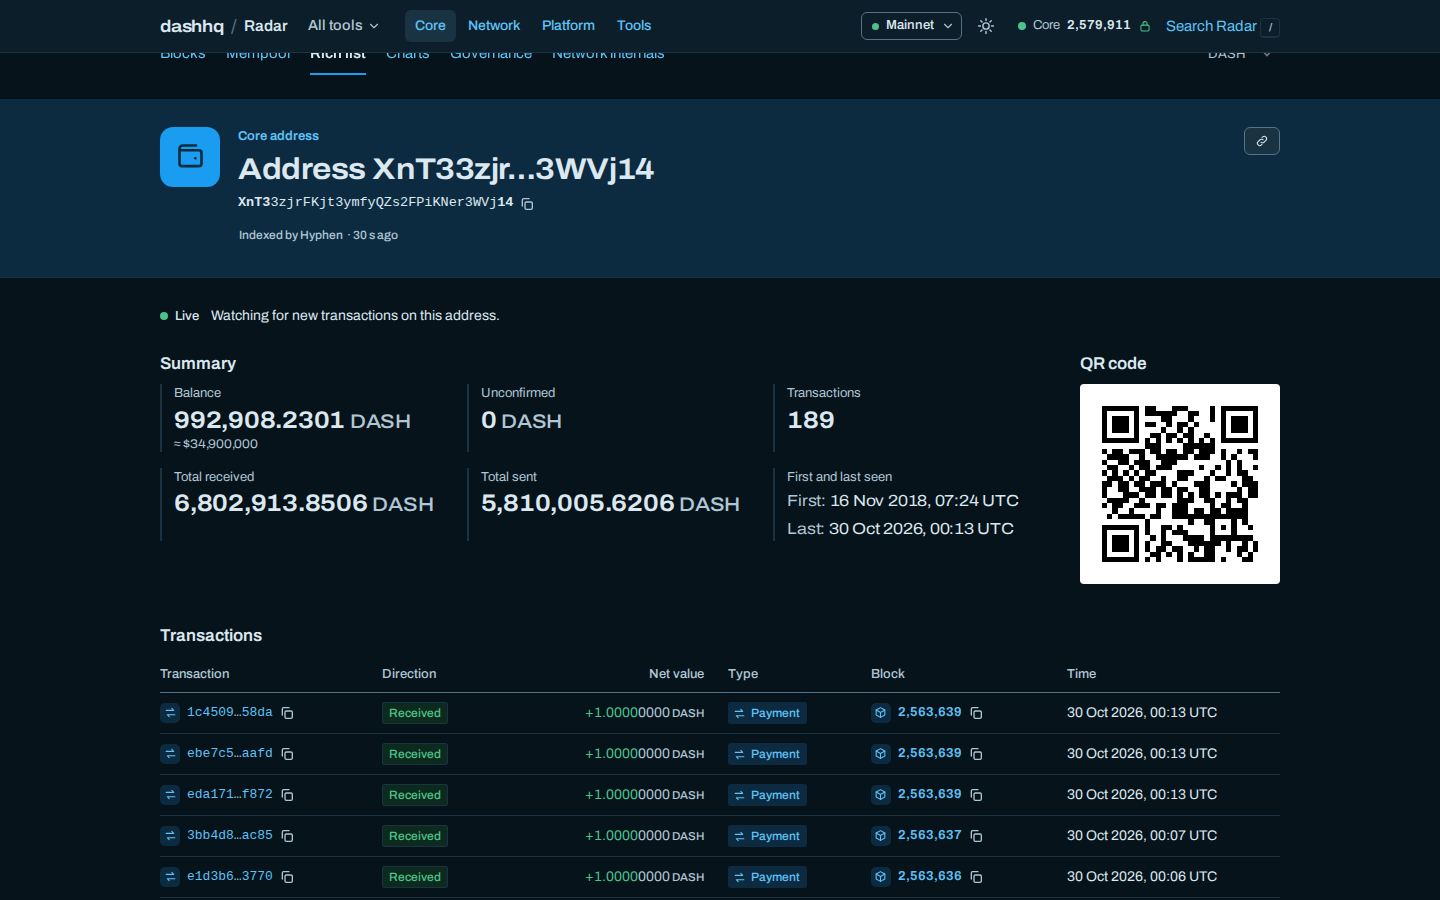 dashhq / Radar All tools Core Network Platform Tools Mainnet Core 2,579,911 Search Radar /
Blocks Mempool Rich list Charts Governance Network internals DASH
Core address
Address XnT33zjr...3WVj14
XnT33zjrFKjt3ymfyQZs2FPiKNer3WVj14
Indexed by Hyphen · 30 s ago
Live Watching for new transactions on this address.
Summary
QR code
Balance Unconfirmed Transactions
992,908.2301 DASH 0 DASH 189
≈ $34,900,000
Total received Total sent First and last seen
6,802,913.8506 DASH 5,810,005.6206 DASH First: 16 Nov 2018, 07:24 UTC
Last: 30 Oct 2026, 00:13 UTC
Transactions
Transaction Direction Net value Type Block Time
1c4509…58da Received +1.00000000 DASH Payment 2,563,639 30 Oct 2026, 00:13 UTC
ebe7c5…aafd Received +1.00000000 DASH Payment 2,563,639 30 Oct 2026, 00:13 UTC
eda171…f872 Received +1.00000000 DASH Payment 2,563,639 30 Oct 2026, 00:13 UTC
3bb4d8…ac85 Received +1.00000000 DASH Payment 2,563,637 30 Oct 2026, 00:07 UTC
e1d3b6…3770 Received +1.00000000 DASH Payment 2,563,636 30 Oct 2026, 00:06 UTC